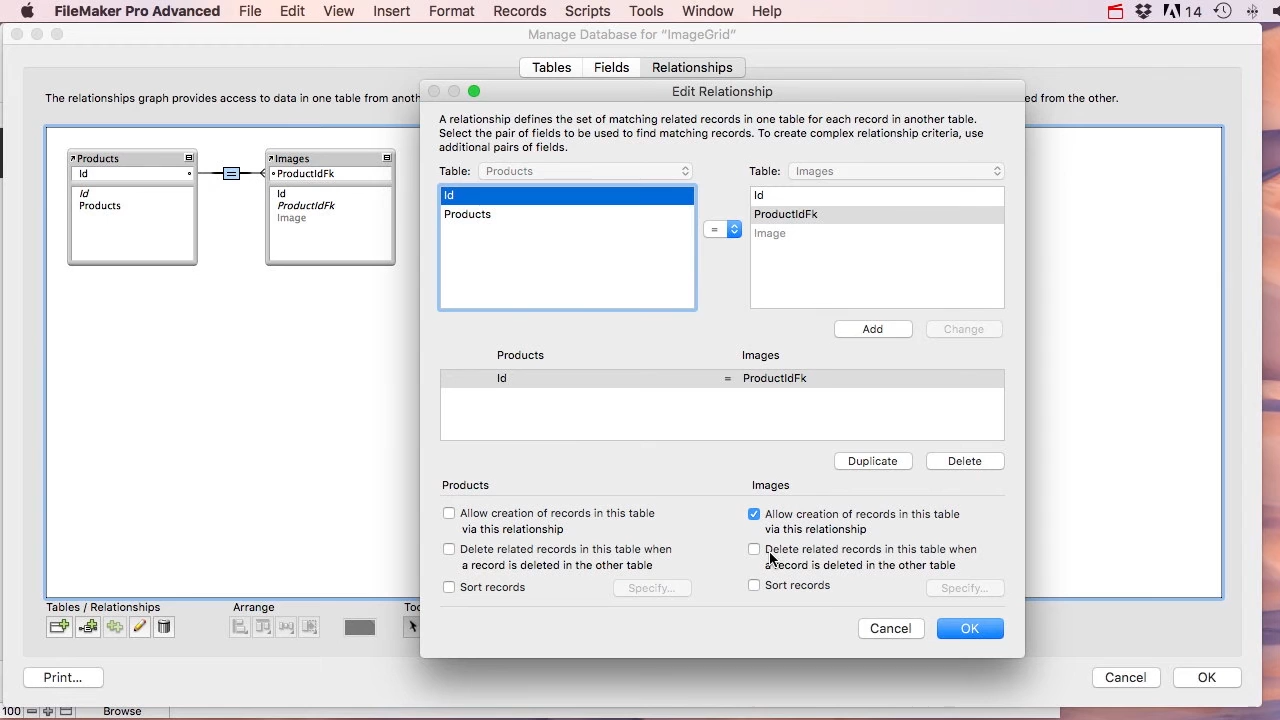 FileMaker Pro Advanced File Edit View Insert Format Records Scripts Tools Window Help 14
Manage Database for “ImageGrid”
Tables Fields Relationships
The relationships graph provides access to data in one table from anoth
ed from the other.
Products
Id
Id
Products
=
Images
ProductIdFk
Id
ProductIdFk
Image
Edit Relationship
A relationship defines the set of matching related records in one table for each record in another table.
Select the pair of fields to be used to find matching records. To create complex relationship criteria, use
additional pairs of fields.
Table: Products
Table: Images
Id
Products
=
Id
ProductIdFk
Image
Add Change
Products Images
Id = ProductIdFk
Duplicate Delete
Products
Allow creation of records in this table
via this relationship
Delete related records in this table when
a record is deleted in the other table
Sort records Specify...
Images
Allow creation of records in this table
via this relationship
Delete related records in this table when
a record is deleted in the other table
Sort records Specify...
Cancel OK
Tables / Relationships Arrange Too
Print... Cancel OK
100 Browse